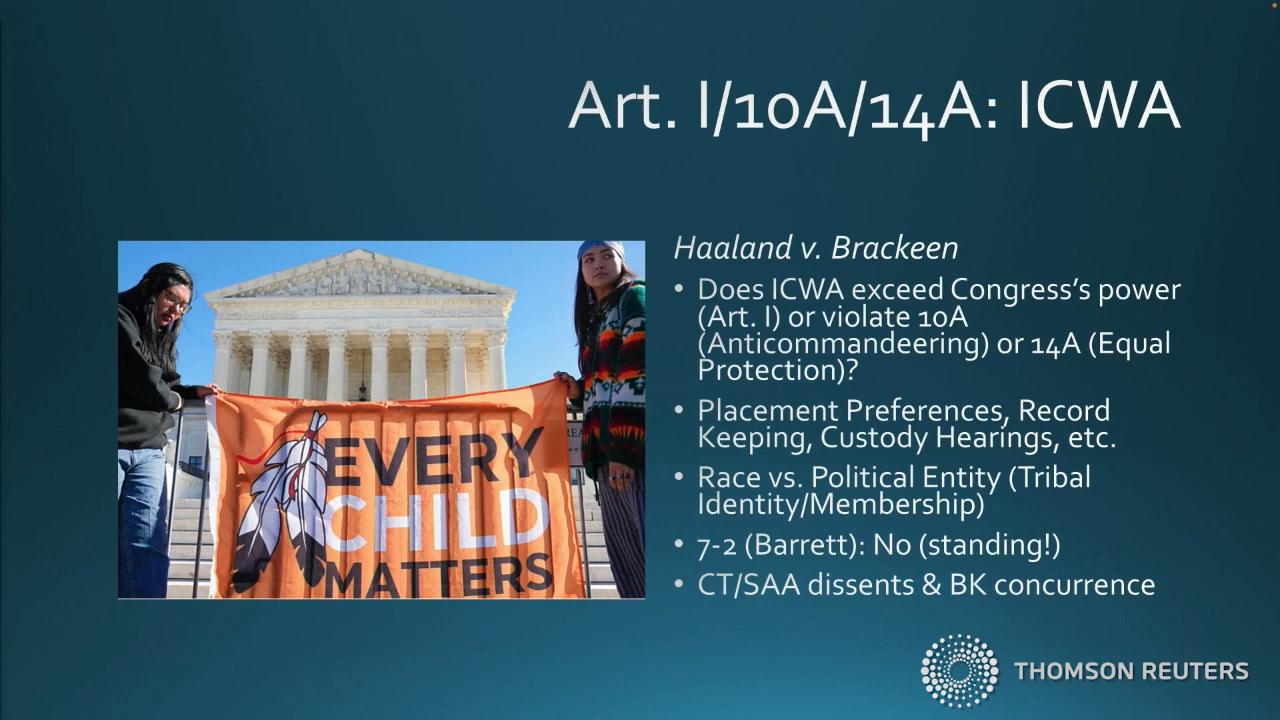 Art. I/10A/14A: ICWA
Haaland v. Brackeen
• Does ICWA exceed Congress's power
(Art. I) or violate 10A
(Anticommandeering) or 14A (Equal
Protection)?
• Placement Preferences, Record
Keeping, Custody Hearings, etc.
• Race vs. Political Entity (Tribal
Identity/Membership)
• 7-2 (Barrett): No (standing!)
• CT/SAA dissents & BK concurrence
EVERY
CHILD
MATTERS
THOMSON REUTERS